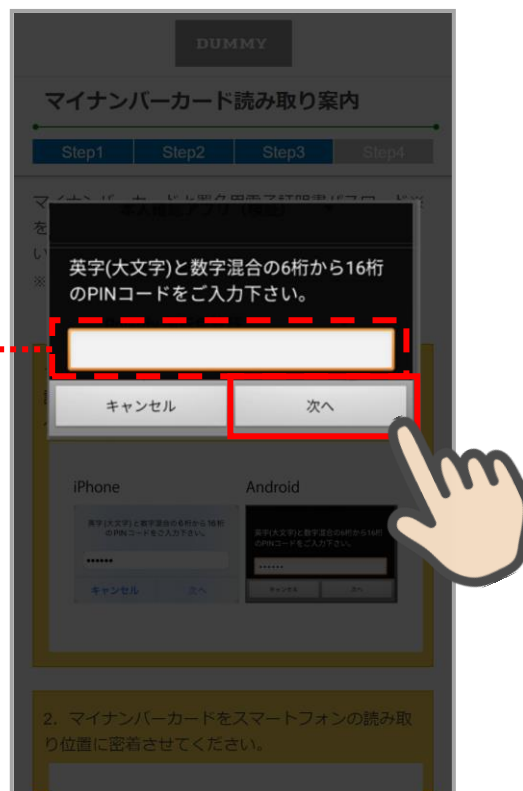 DUMMY
マイナンバーカード読み取り案内
Step1 Step2 Step3 Step4
英字(大文字)と数字混合の6桁から16桁
のPINコードをご入力下さい。
キャンセル 次へ
iPhone Android
英字(大文字)と数字混合の6桁から16桁
のPINコードをご入力下さい。
••••••
キャンセル 次へ
英字(大文字)と数字混合の6桁から16桁
のPINコードをご入力下さい。
••••••
キャンセル 次へ
2. マイナンバーカードをスマートフォンの読み取
り位置に密着させてください。